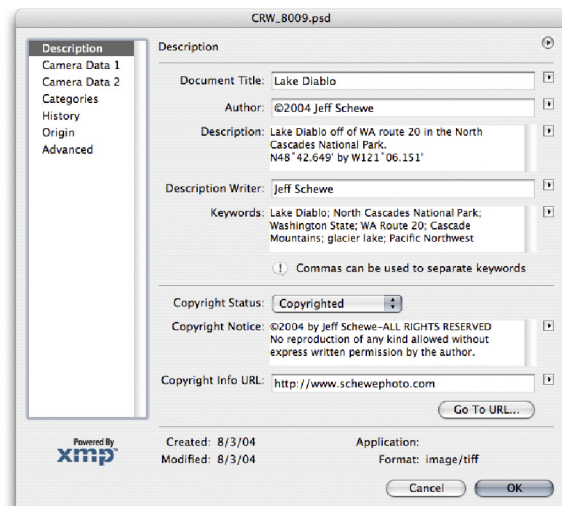 CRW_8009.psd
Description
Camera Data 1
Camera Data 2
Categories
History
Origin
Advanced
Description
Document Title: Lake Diablo
Author: ©2004 Jeff Schewe
Description: Lake Diablo off of WA route 20 in the North
Cascades National Park.
N48˚42.649' by W121˚06.151'
Description Writer: Jeff Schewe
Keywords: Lake Diablo; North Cascades National Park;
Washington State; WA Route 20; Cascade
Mountains; glacier lake; Pacific Northwest
! Commas can be used to separate keywords
Copyright Status: Copyrighted
Copyright Notice: ©2004 by Jeff Schewe-ALL RIGHTS RESERVED
No reproduction of any kind allowed without
express written permission by the author.
Copyright Info URL: http://www.schewephoto.com
Go To URL...
Powered By
xmp™
Created: 8/3/04
Modified: 8/3/04
Application:
Format: image/tiff
Cancel
OK